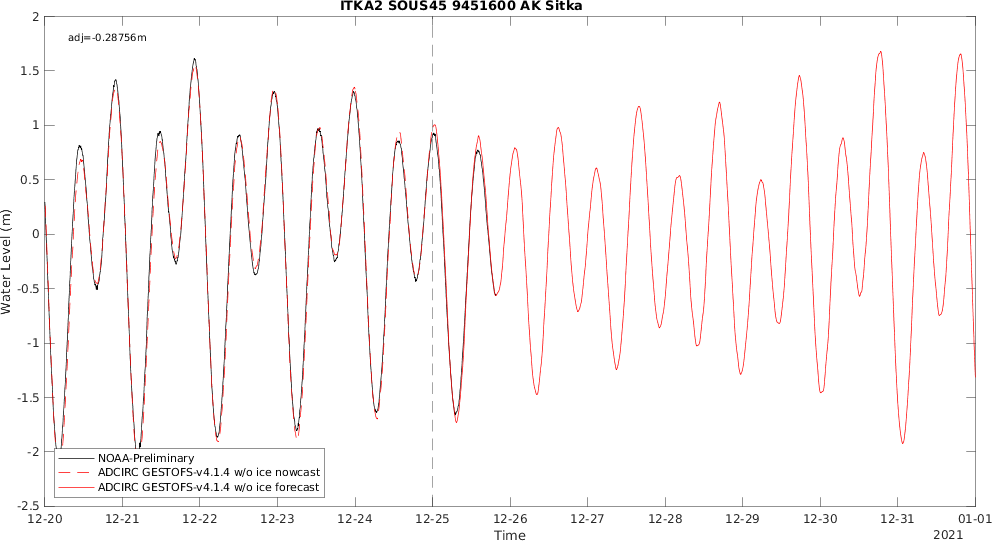 ITKA2 SOUS45 9451600 AK Sitka
adj=-0.28756m
Water Level (m)
2
1.5
1
0.5
0
-0.5
-1
-1.5
-2
-2.5
NOAA-Preliminary
ADCIRC GESTOFS-v4.1.4 w/o ice nowcast
ADCIRC GESTOFS-v4.1.4 w/o ice forecast
12-20 12-21 12-22 12-23 12-24 12-25 12-26 12-27 12-28 12-29 12-30 12-31 01-01
Time
2021